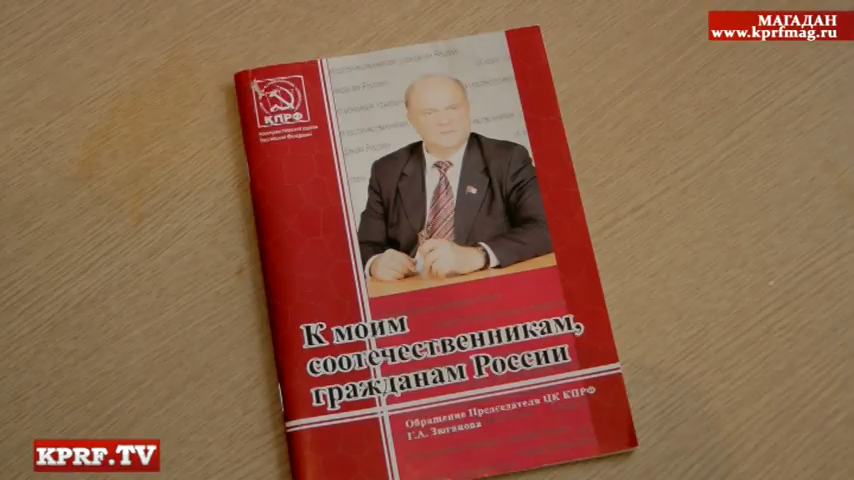 МАГАДАН
www.kprfmag.ru
КПРФ
К моим
соотечественникам,
гражданам России
Обращение Председателя ЦК КПРФ
Г.А. Зюганова
KPRF.TV